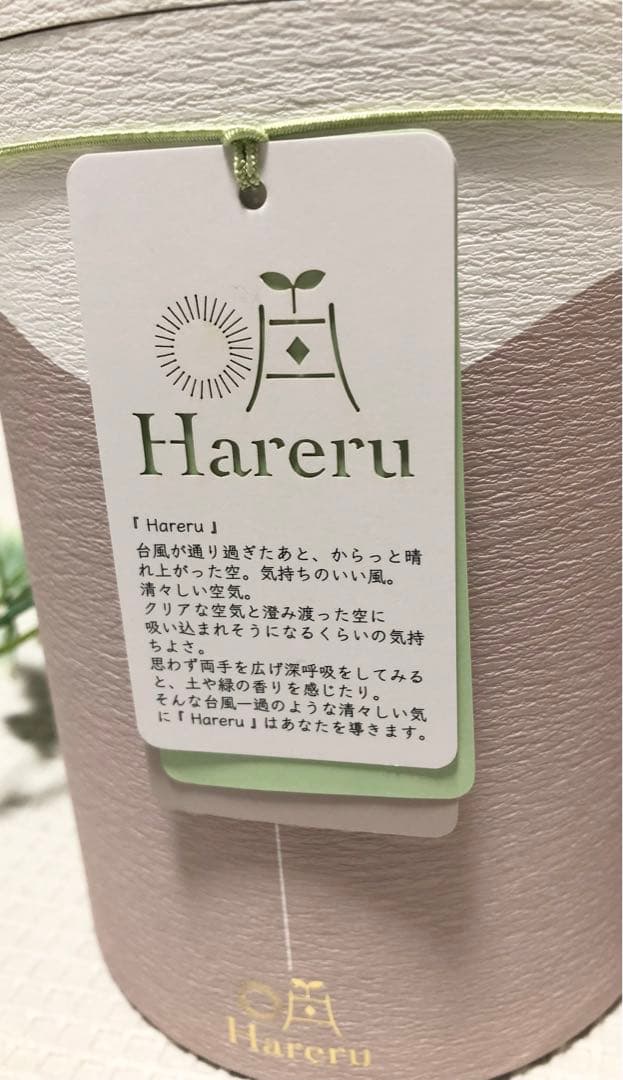 Hareru
『 Hareru 』
台風が通り過ぎたあと、からっと晴
れ上がった空。気持ちのいい風。
清々しい空気。
クリアな空気と澄み渡った空に
吸い込まれそうになるくらいの気持
ちよさ。
思わず両手を広げ深呼吸をしてみる
と、土や緑の香りを感じたり。
そんな台風一過のような清々しい気
に『 Hareru 』はあなたを導きます。
Hareru